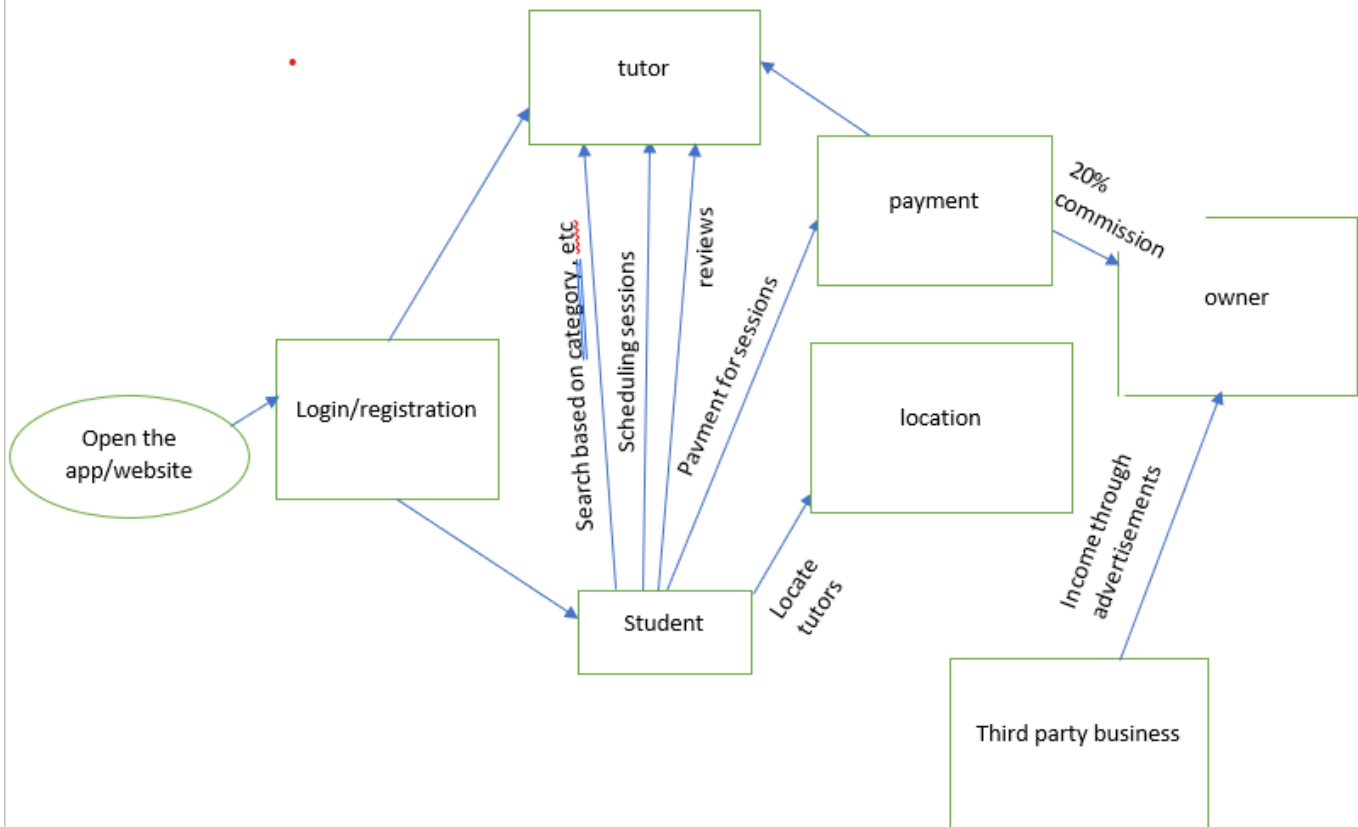 tutor
payment
20%
commission
owner
Search based on category, etc
Scheduling sessions
reviews
Payment for sessions
Login/registration
location
Open the
app/website
Student
Locate
tutors
Income through
advertisements
Third party business